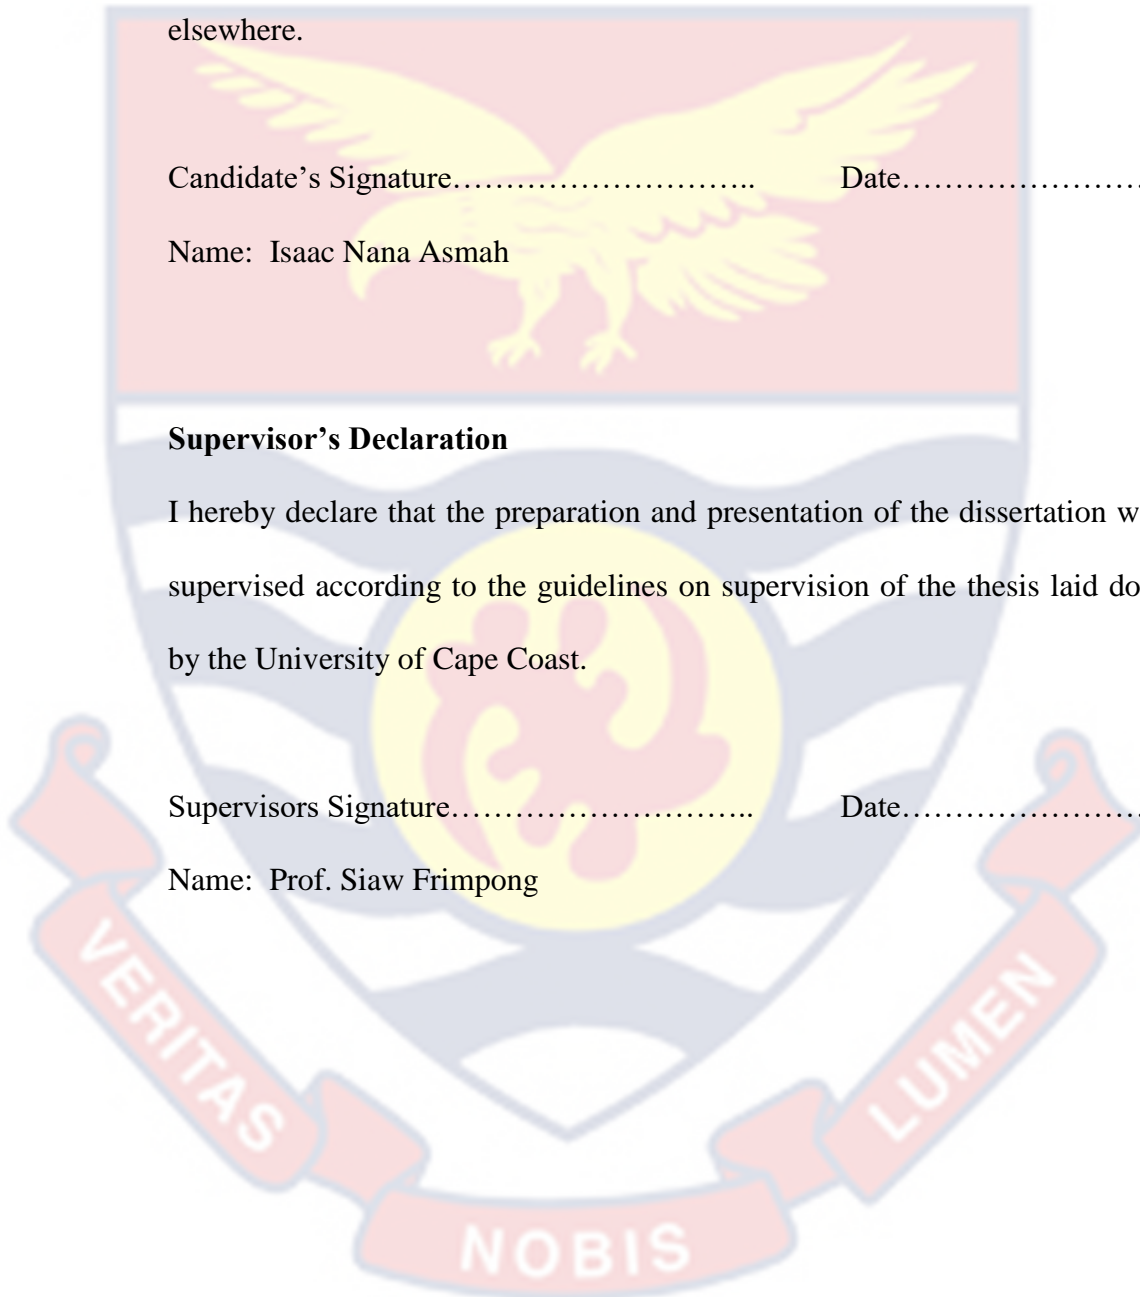 elsewhere.
Candidate’s Signature……………………….. Date……………………
Name: Isaac Nana Asmah
Supervisor’s Declaration
I hereby declare that the preparation and presentation of the dissertation w
supervised according to the guidelines on supervision of the thesis laid do
by the University of Cape Coast.
Supervisors Signature……………………….. Date……………………
Name: Prof. Siaw Frimpong
VERITAS NOBIS LUMEN